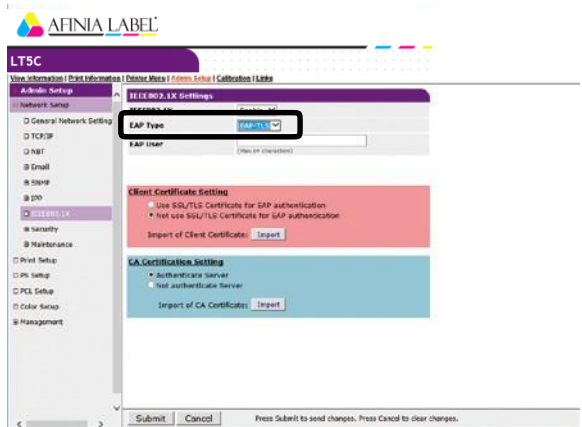 AFINIA LABEL
LT5C
View Information | Print Information | Printer Menu | Admin Setup | Calibration | Links
Admin Setup
Network Setup
General Network Setting
TCP/IP
NBT
Email
SNMP
IPP
IEEE802.1X
Security
Maintenance
Print Setup
PS Setup
PCL Setup
Color Setup
Management
IEEE802.1X Settings
IEEE802.1X Enable
EAP Type EAP-TLS
EAP User
(Max.64 characters)
Client Certificate Setting
Use SSL/TLS Certificate for EAP authentication
Not use SSL/TLS Certificate for EAP authentication
Import of Client Certificate: Import
CA Certification Setting
Authenticate Server
Not authenticate Server
Import of CA Certificate: Import
Submit Cancel Press Submit to send changes. Press Cancel to clear changes.